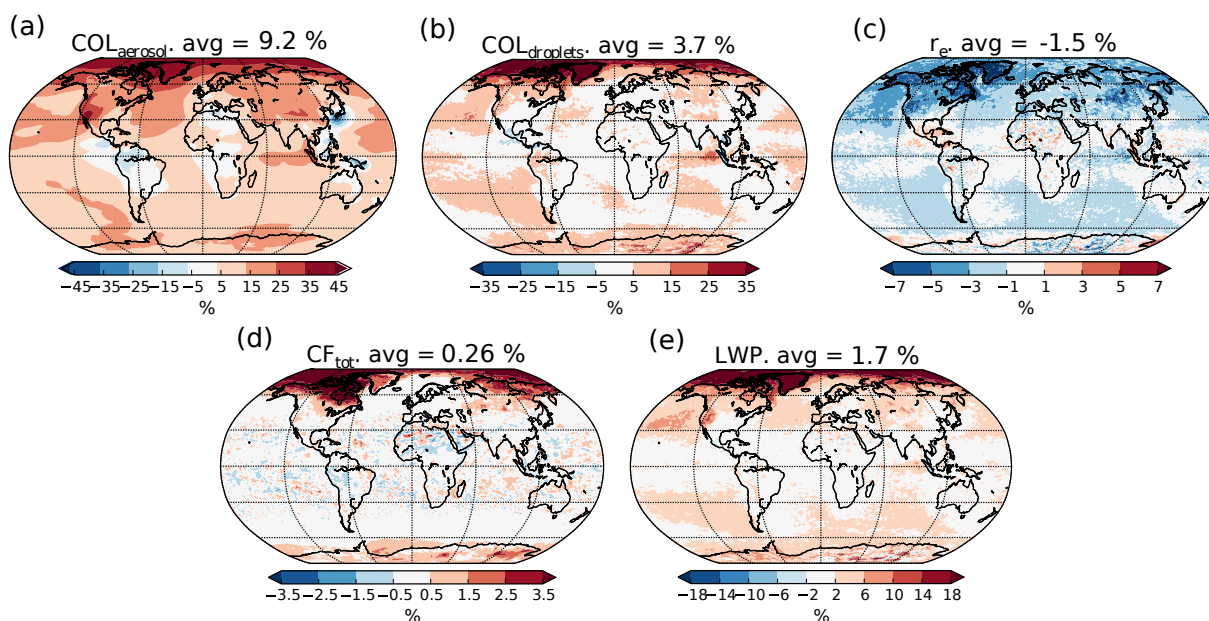 (a)
COLaerosol. avg = 9.2 %
−45−35−25−15 −5 5 15 25 35 45
%
(b)
COLdroplets. avg = 3.7 %
−35 −25 −15 −5 5 15 25 35
%
(c)
re. avg = -1.5 %
−7 −5 −3 −1 1 3 5 7
%
(d)
CFtot. avg = 0.26 %
−3.5−2.5−1.5−0.5 0.5 1.5 2.5 3.5
%
(e)
LWP. avg = 1.7 %
−18−14−10 −6 −2 2 6 10 14 18
%